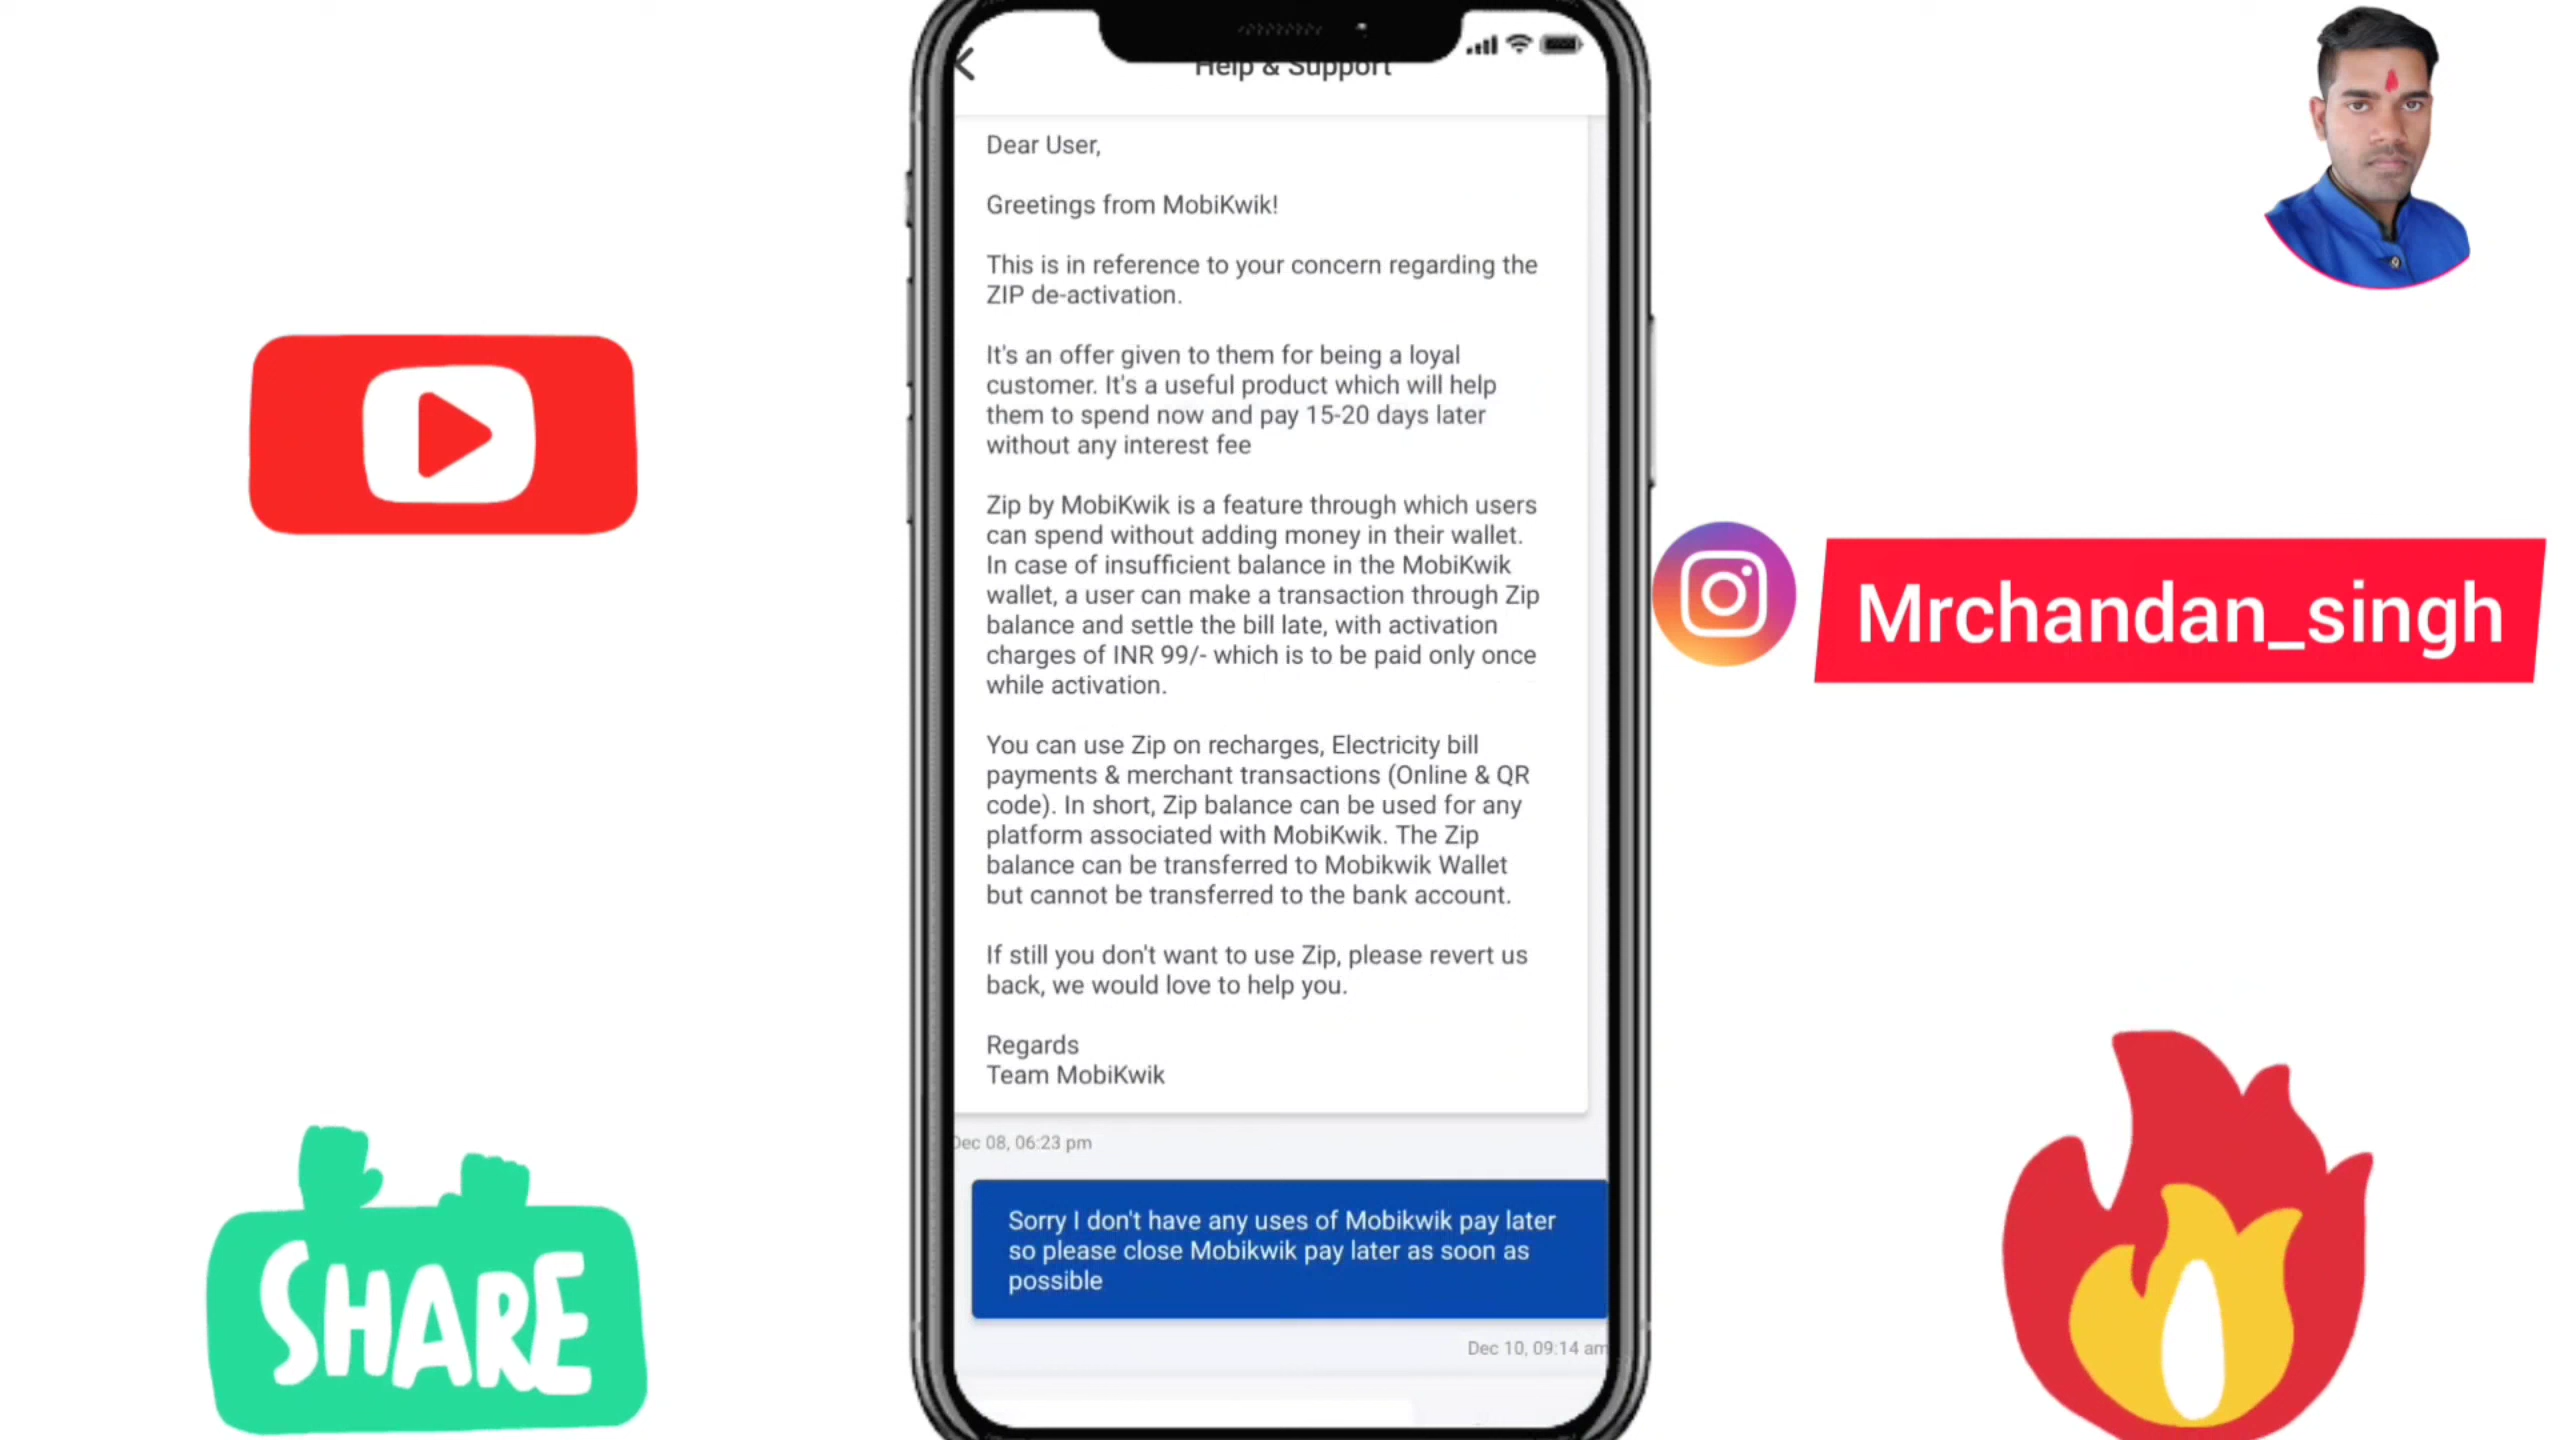 Help & Support
Dear User,
Greetings from MobiKwik!
This is in reference to your concern regarding the
ZIP de-activation.
It's an offer given to them for being a loyal
customer. It's a useful product which will help
them to spend now and pay 15-20 days later
without any interest fee
Zip by MobiKwik is a feature through which users
can spend without adding money in their wallet.
In case of insufficient balance in the MobiKwik
wallet, a user can make a transaction through Zip
balance and settle the bill late, with activation
charges of INR 99/- which is to be paid only once
while activation.
You can use Zip on recharges, Electricity bill
payments & merchant transactions (Online & QR
code). In short, Zip balance can be used for any
platform associated with MobiKwik. The Zip
balance can be transferred to Mobikwik Wallet
but cannot be transferred to the bank account.
If still you don't want to use Zip, please revert us
back, we would love to help you.
Regards
Team MobiKwik
Dec 08, 06:23 pm
Sorry I don't have any uses of Mobikwik pay later
so please close Mobikwik pay later as soon as
possible
Dec 10, 09:14 am
Mrchandan_singh
SHARE